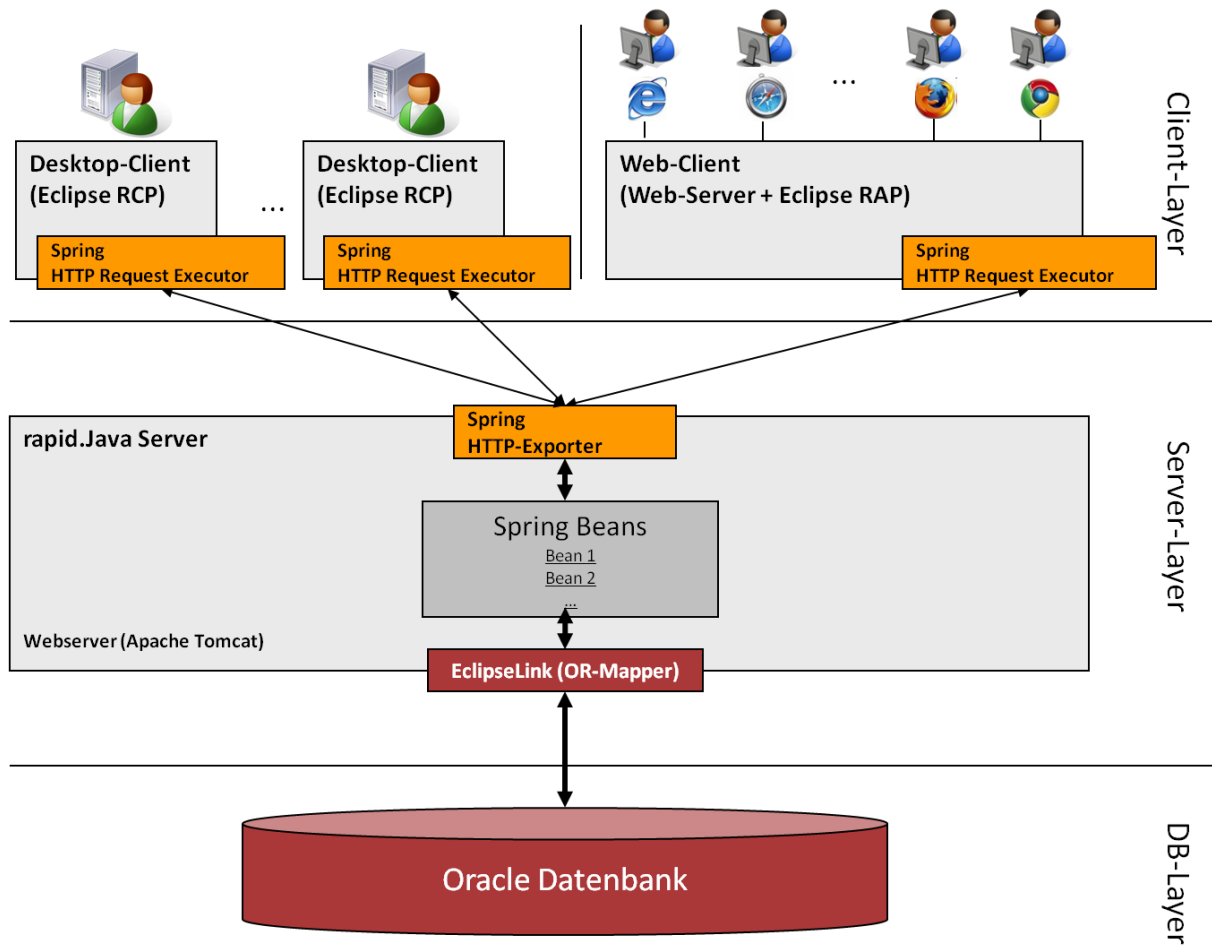 Desktop-Client
(Eclipse RCP)
Spring
HTTP Request Executor
...
Desktop-Client
(Eclipse RCP)
Spring
HTTP Request Executor
...
Web-Client
(Web-Server + Eclipse RAP)
Spring
HTTP Request Executor
Client-Layer
rapid.Java Server
Spring
HTTP-Exporter
Spring Beans
Bean 1
Bean 2
...
Webserver (Apache Tomcat)
EclipseLink (OR-Mapper)
Server-Layer
Oracle Datenbank
DB-Layer